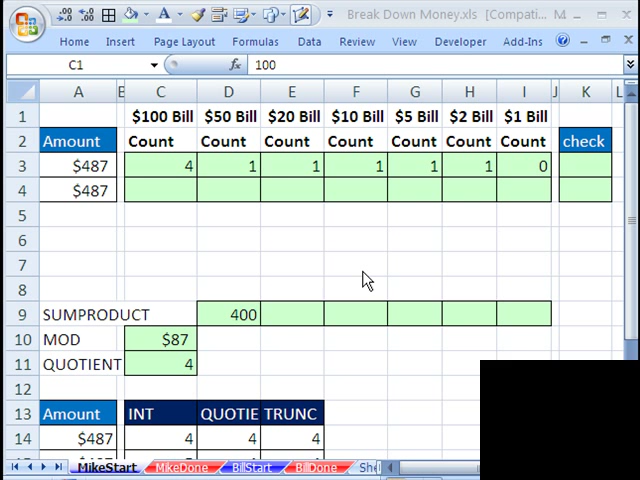 Break Down Money.xls [Compati...
Home Insert Page Layout Formulas Data Review View Developer Add-Ins
C1 100
A B C D E F G H I J K L
1 $100 Bill $50 Bill $20 Bill $10 Bill $5 Bill $2 Bill $1 Bill
2 Amount Count Count Count Count Count Count Count check
3 $487 4 1 1 1 1 1 0
4 $487
5
6
7
8
9 SUMPRODUCT 400
10 MOD $87
11 QUOTIENT 4
12
13 Amount INT QUOTIE TRUNC
14 $487 4 4 4
MikeStart MikeDone BillStart BillDone She